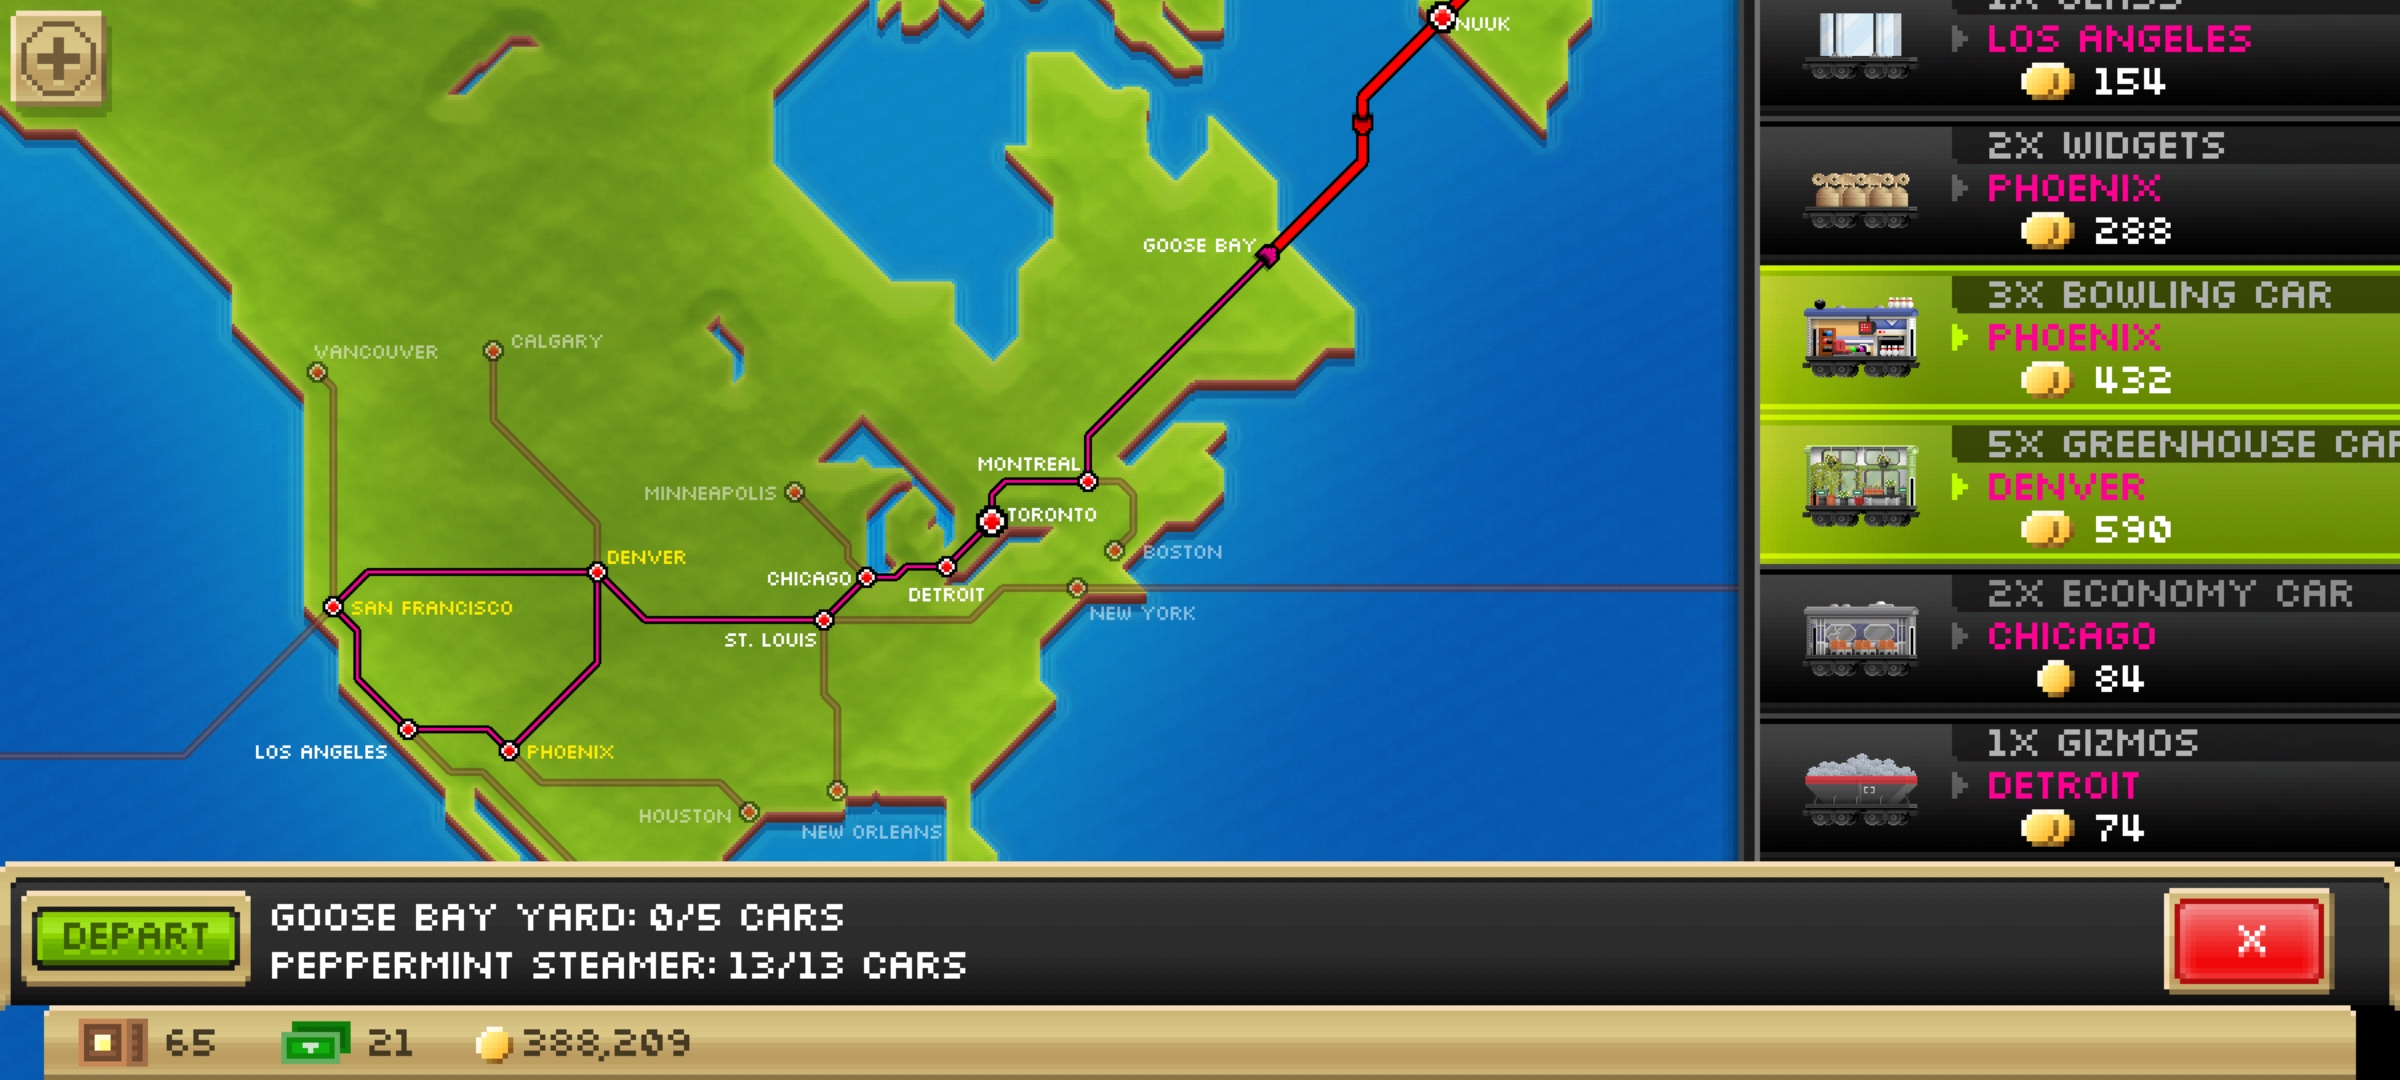 NUUK
GOOSE BAY
VANCOUVER
CALGARY
MINNEAPOLIS
MONTREAL
TORONTO
BOSTON
DENVER
CHICAGO
DETROIT
NEW YORK
SAN FRANCISCO
ST. LOUIS
LOS ANGELES
PHOENIX
HOUSTON
NEW ORLEANS
1X GLASS
LOS ANGELES
154
2X WIDGETS
PHOENIX
288
3X BOWLING CAR
PHOENIX
432
5X GREENHOUSE CAR
DENVER
590
2X ECONOMY CAR
CHICAGO
84
1X GIZMOS
DETROIT
74
DEPART
GOOSE BAY YARD: 0/5 CARS
PEPPERMINT STEAMER: 13/13 CARS
X
65
21
388,209